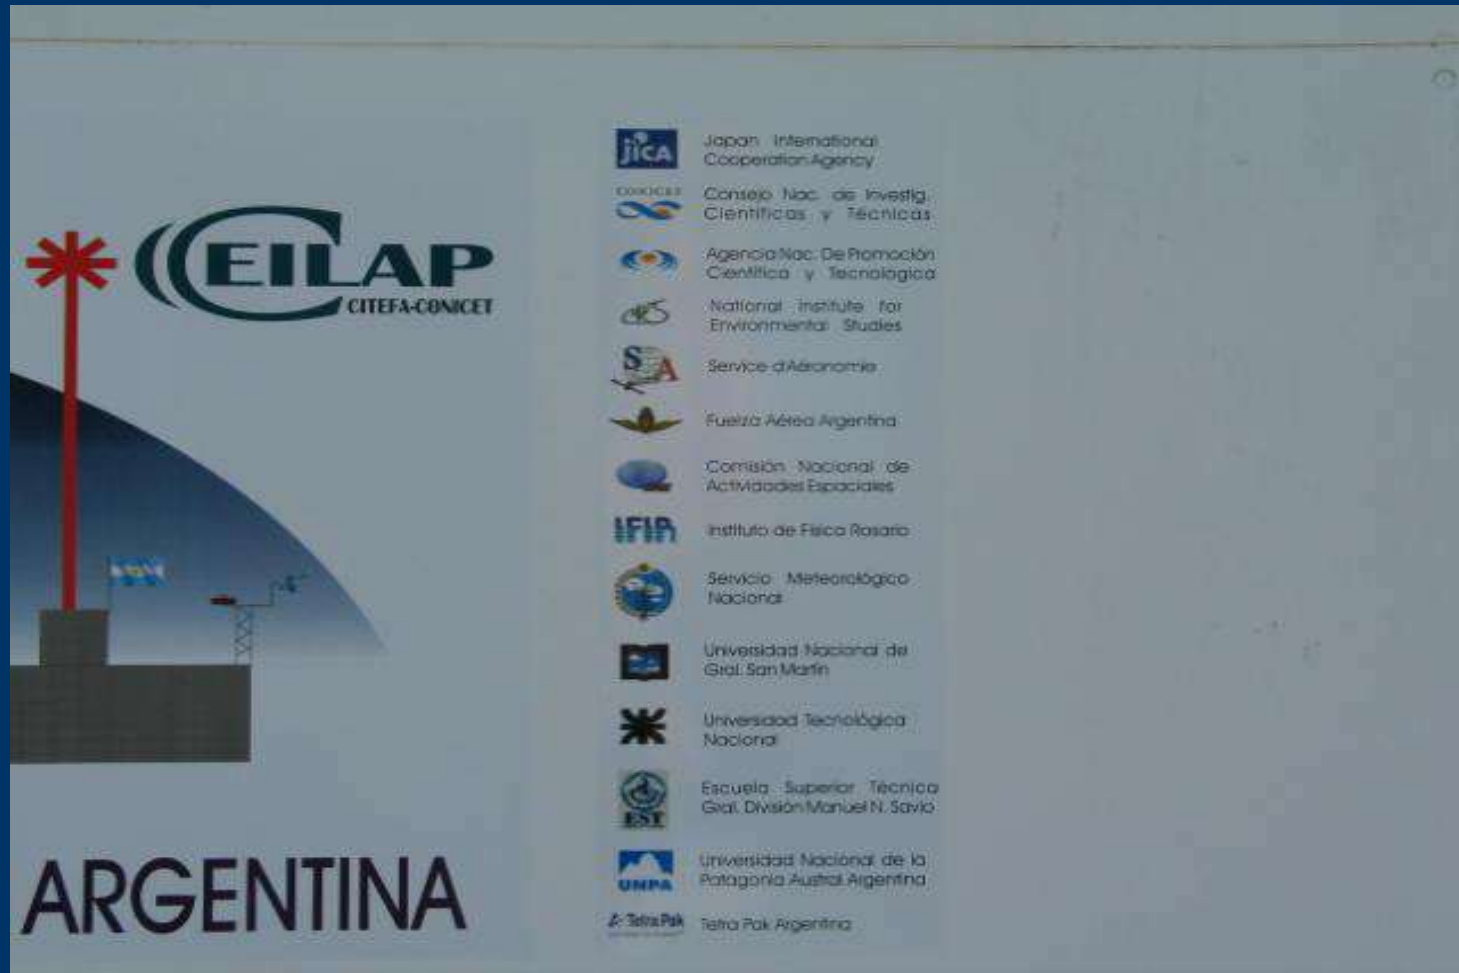 CEILAP
CITEFA-CONICET
ARGENTINA
JICA
Japan International
Cooperation Agency
CONICET
Consejo Nac. de Investig.
Científicas y Técnicas
Agencia Nac. De Promoción
Científica y Tecnologica
National Institute for
Environmental Studies
S
A
Service d'Aéronomie
Fuerza Aérea Argentina
Comisión Nacional de
Actividades Espaciales
IFIR
Instituto de Física Rosario
Servicio Meteorológico
Nacional
Universidad Nacional de
Gral. San Martín
Universidad Tecnológica
Nacional
EST
Escuela Superior Técnica
Gral. División Manuel N. Savio
UNPA
Universidad Nacional de la
Patagonia Austral Argentina
Tetra Pak
Tetra Pak Argentina